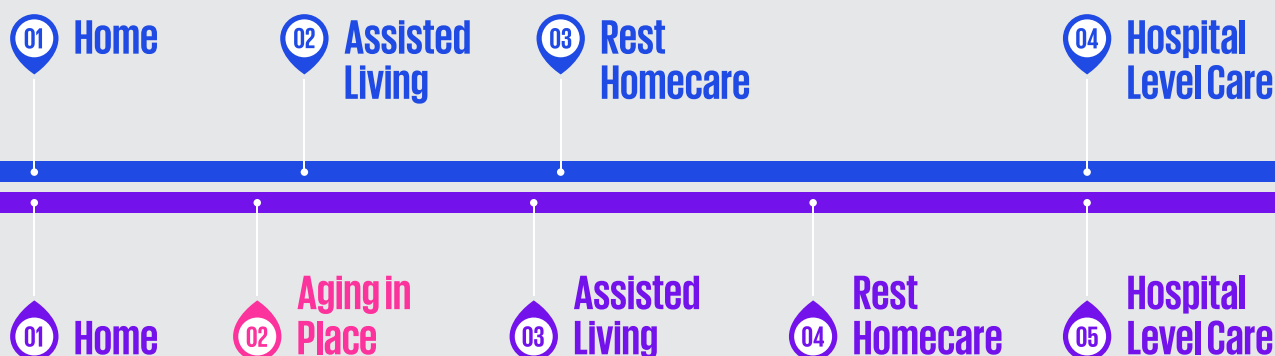 01 Home
02 Assisted
Living
03 Rest
Homecare
04 Hospital
Level Care
01 Home
02 Aging in
Place
03 Assisted
Living
04 Rest
Homecare
05 Hospital
Level Care